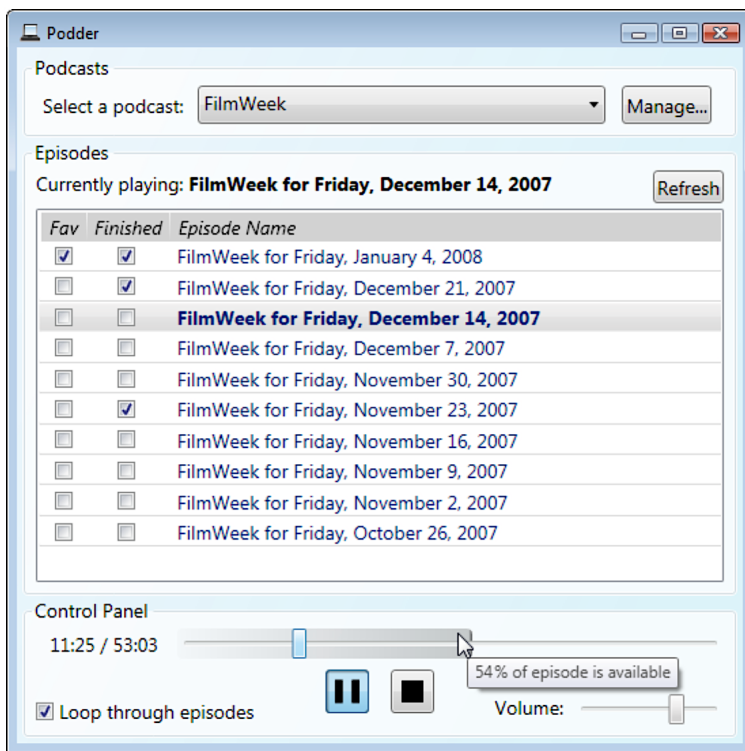 Podder
Podcasts
Select a podcast: FilmWeek Manage...
Episodes
Currently playing: FilmWeek for Friday, December 14, 2007 Refresh
Fav Finished Episode Name
FilmWeek for Friday, January 4, 2008
FilmWeek for Friday, December 21, 2007
FilmWeek for Friday, December 14, 2007
FilmWeek for Friday, December 7, 2007
FilmWeek for Friday, November 30, 2007
FilmWeek for Friday, November 23, 2007
FilmWeek for Friday, November 16, 2007
FilmWeek for Friday, November 9, 2007
FilmWeek for Friday, November 2, 2007
FilmWeek for Friday, October 26, 2007
Control Panel
11:25 / 53:03
54% of episode is available
Loop through episodes Volume: